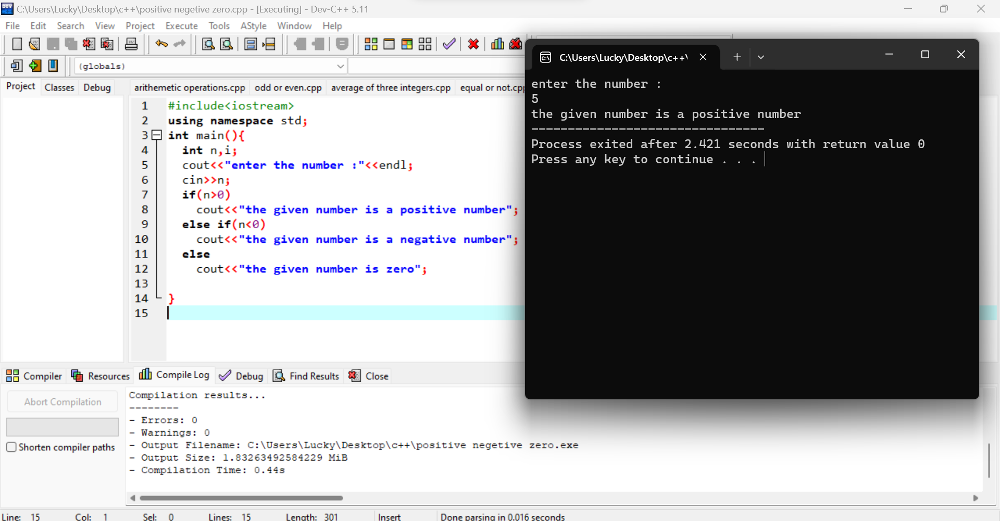 C:\Users\Lucky\Desktop\c++\positive negetive zero.cpp - [Executing] - Dev-C++ 5.11
File Edit Search View Project Execute Tools AStyle Window Help
(globals)
Project Classes Debug
arithemetic operations.cpp odd or even.cpp average of three integers.cpp equal or not.cpp
1 #include<iostream>
2 using namespace std;
3 int main(){
4 int n,i;
5 cout<<"enter the number :"<<endl;
6 cin>>n;
7 if(n>0)
8 cout<<"the given number is a positive number";
9 else if(n<0)
10 cout<<"the given number is a negative number";
11 else
12 cout<<"the given number is zero";
13
14 }
15
C:\Users\Lucky\Desktop\c++\
enter the number :
5
the given number is a positive number
--------------------------------
Process exited after 2.421 seconds with return value 0
Press any key to continue . . .
Compiler Resources Compile Log Debug Find Results Close
Abort Compilation
Shorten compiler paths
Compilation results...
--------
- Errors: 0
- Warnings: 0
- Output Filename: C:\Users\Lucky\Desktop\c++\positive negetive zero.exe
- Output Size: 1.83263492584229 MiB
- Compilation Time: 0.44s
Line: 15 Col: 1 Sel: 0 Lines: 15 Length: 301 Insert Done parsing in 0.016 seconds